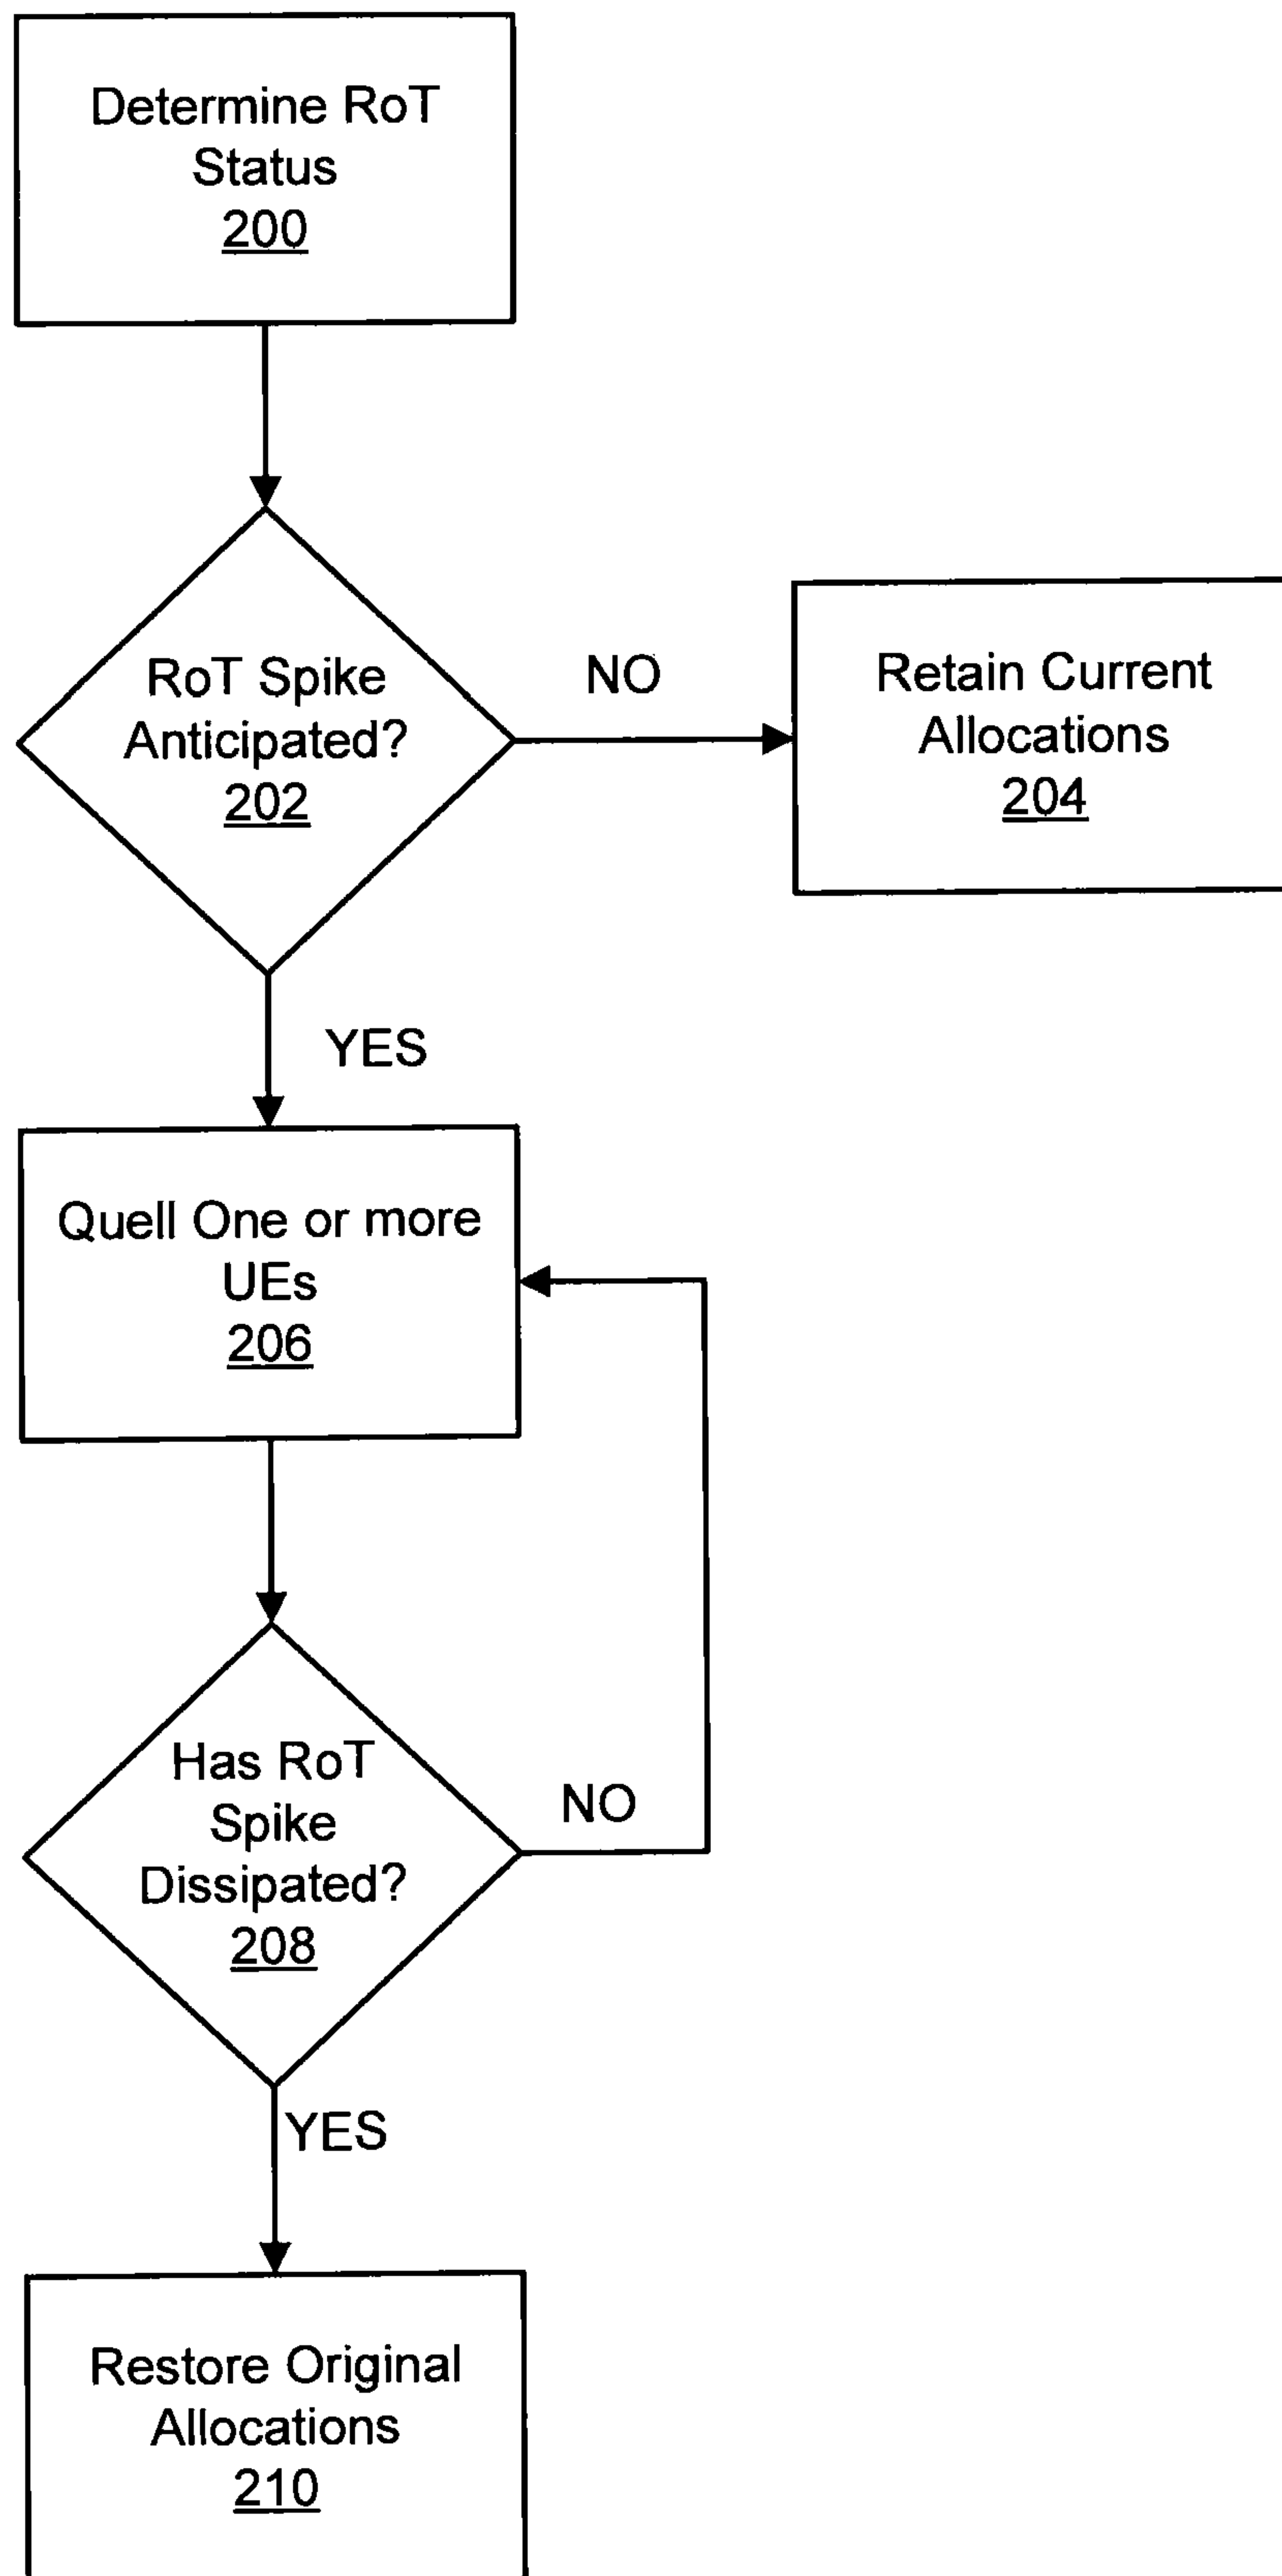 Determine RoT
Status
200
RoT Spike
Anticipated?
202
NO
Retain Current
Allocations
204
YES
Quell One or more
UEs
206
Has RoT
Spike
Dissipated?
208
NO
YES
Restore Original
Allocations
210